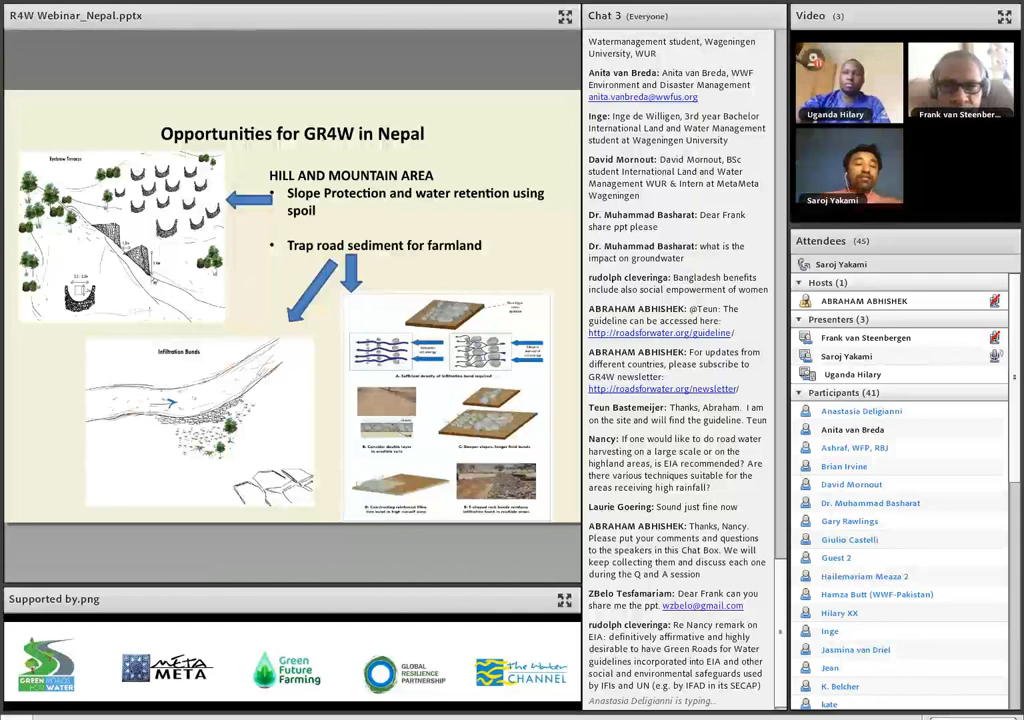 R4W Webinar_Nepal.pptx
Opportunities for GR4W in Nepal
Eyebrow Terraces
HILL AND MOUNTAIN AREA
• Slope Protection and water retention using
spoil
• Trap road sediment for farmland
Infiltration Bunds
A. Sufficient density of infiltration bund required
Supported by.png
GREEN ROADS
FOR WATER
META
META
Green
Future
Farming
GLOBAL
RESILIENCE
PARTNERSHIP
The Water
CHANNEL
Chat 3 (Everyone)
Watermanagement student, Wageningen
University, WUR
Anita van Breda: Anita van Breda, WWF
Environment and Disaster Management
anita.vanbreda@wwfus.org
Inge: Inge de Willigen, 3rd year Bachelor
International Land and Water Management
student at Wageningen University
David Mornout: David Mornout, BSc
student International Land and Water
Management WUR & Intern at MetaMeta
Wageningen
Dr. Muhammad Basharat: Dear Frank
share ppt please
Dr. Muhammad Basharat: what is the
impact on groundwater
rudolph cleveringa: Bangladesh benefits
include also social empowerment of women
ABRAHAM ABHISHEK: @Teun: The
guideline can be accessed here:
http://roadsforwater.org/guideline/
ABRAHAM ABHISHEK: For updates from
different countries, please subscribe to
GR4W newsletter:
http://roadsforwater.org/newsletter/
Teun Bastemeijer: Thanks, Abraham. I am
on the site and will find the guideline. Teun
Nancy: If one would like to do road water
harvesting on a large scale or on the
highland areas, is EIA recommended? Are
there various techniques suitable for the
areas receiving high rainfall?
Laurie Goering: Sound just fine now
ABRAHAM ABHISHEK: Thanks, Nancy.
Please put your comments and questions
to the speakers in this Chat Box. We will
keep collecting them and discuss each one
during the Q and A session
ZBelo Tesfamariam: Dear Frank can you
share me the ppt. wzbelo@gmail.com
rudolph cleveringa: Re Nancy remark on
EIA: definitively affirmative and highly
desirable to have Green Roads for Water
guidelines incorporated into EIA and other
social and environmental safeguards used
by IFIs and UN (e.g. by IFAD in its SECAP)
Anastasia Deligianni is typing...
Video (3)
Uganda Hilary
Frank van Steenber...
Saroj Yakami
Attendees (45)
Saroj Yakami
Hosts (1)
ABRAHAM ABHISHEK
Presenters (3)
Frank van Steenbergen
Saroj Yakami
Uganda Hilary
Participants (41)
Anastasia Deligianni
Anita van Breda
Ashraf, WFP, RBJ
Brian Irvine
David Mornout
Dr. Muhammad Basharat
Gary Rawlings
Giulio Castelli
Guest 2
Hailemariam Meaza 2
Hamza Butt (WWF-Pakistan)
Hilary XX
Inge
Jasmina van Driel
Jean
K. Belcher
kate